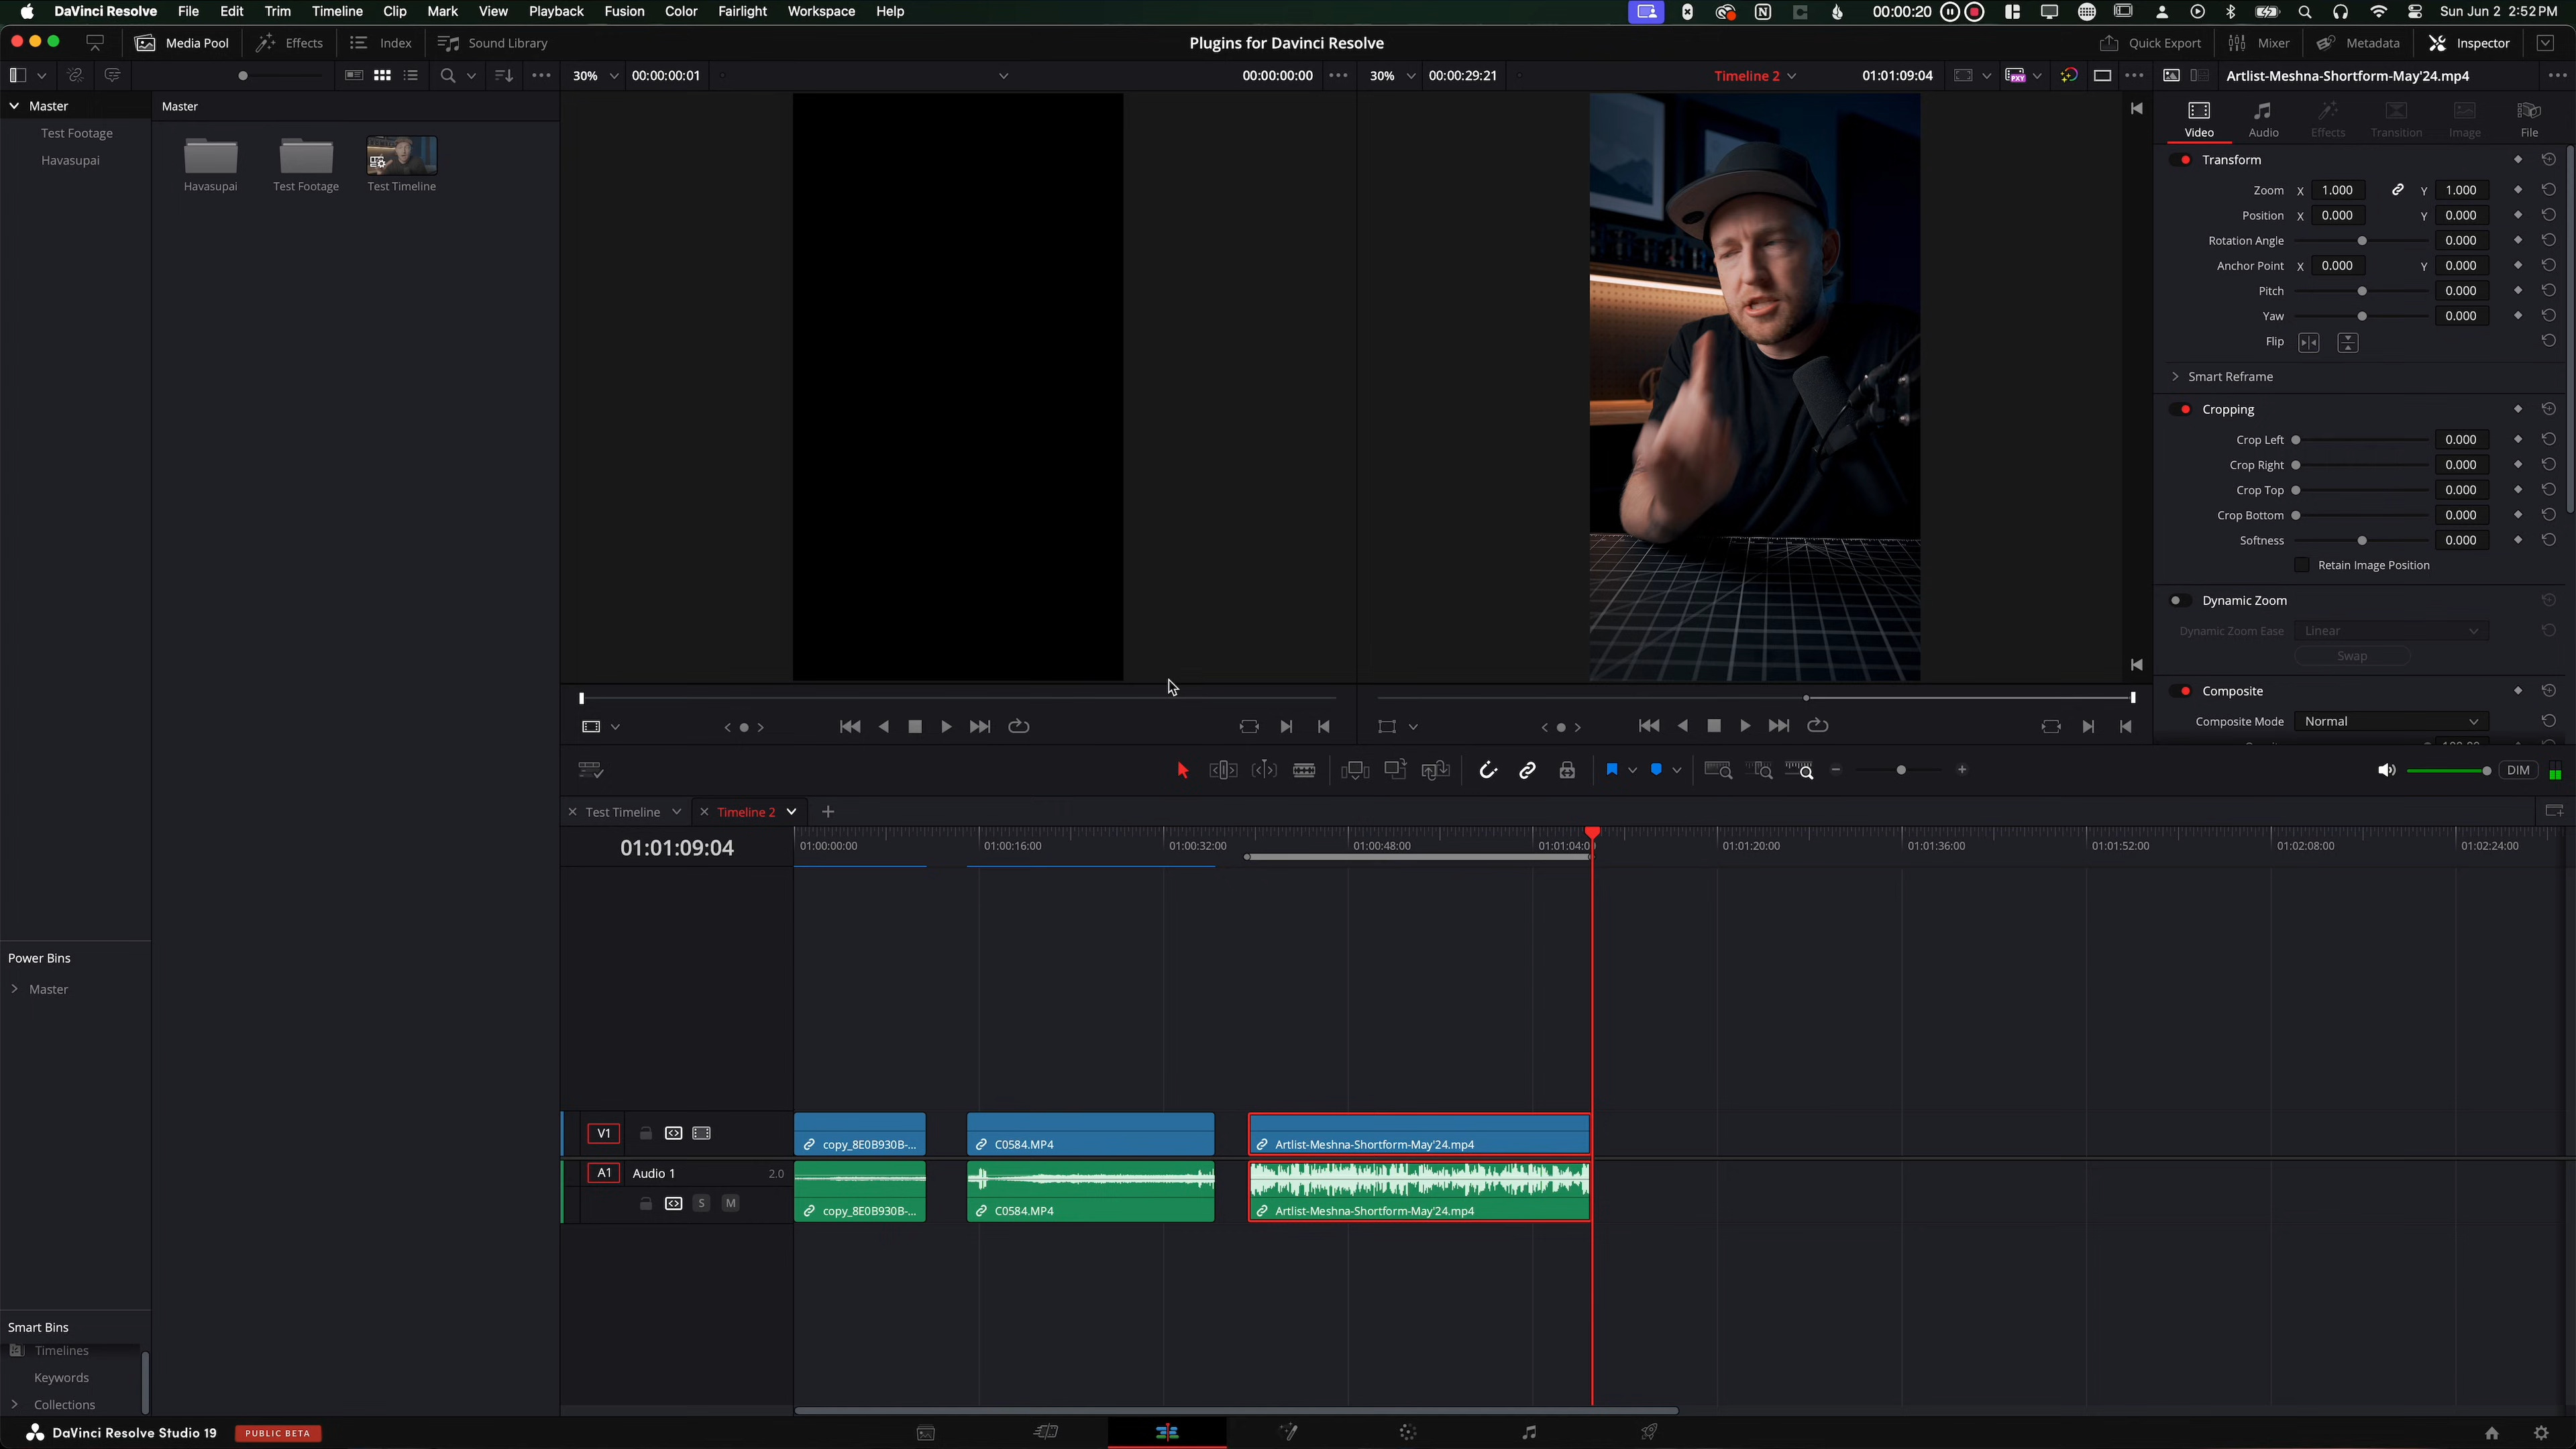 DaVinci Resolve File Edit Trim Timeline Clip Mark View Playback Fusion Color Fairlight Workspace Help 00:00:20 Sun Jun 2 2:52 PM
Media Pool Effects Index Sound Library Plugins for Davinci Resolve Quick Export Mixer Metadata Inspector
30% 00:00:00:01 00:00:00:00 30% 00:00:29:21 Timeline 2 01:01:09:04 Artlist-Meshna-Shortform-May'24.mp4
Master Master
Test Footage
Havasupai
Havasupai Test Footage Test Timeline
Video Audio Effects Transition Image File
Transform
Zoom X 1.000 Y 1.000
Position X 0.000 Y 0.000
Rotation Angle 0.000
Anchor Point X 0.000 Y 0.000
Pitch 0.000
Yaw 0.000
Flip
Smart Reframe
Cropping
Crop Left 0.000
Crop Right 0.000
Crop Top 0.000
Crop Bottom 0.000
Softness 0.000
Retain Image Position
Dynamic Zoom
Dynamic Zoom Ease Linear
Swap
Composite
Composite Mode Normal
DIM
Test Timeline Timeline 2
01:01:09:04 01:00:00:00 01:00:16:00 01:00:32:00 01:00:48:00 01:01:04:0 01:01:20:00 01:01:36:00 01:01:52:00 01:02:08:00 01:02:24:00
Power Bins
Master
V1 copy_8E0B930B-... C0584.MP4 Artlist-Meshna-Shortform-May'24.mp4
A1 Audio 1 2.0
S M copy_8E0B930B-... C0584.MP4 Artlist-Meshna-Shortform-May'24.mp4
Smart Bins
Timelines
Keywords
Collections
DaVinci Resolve Studio 19 PUBLIC BETA